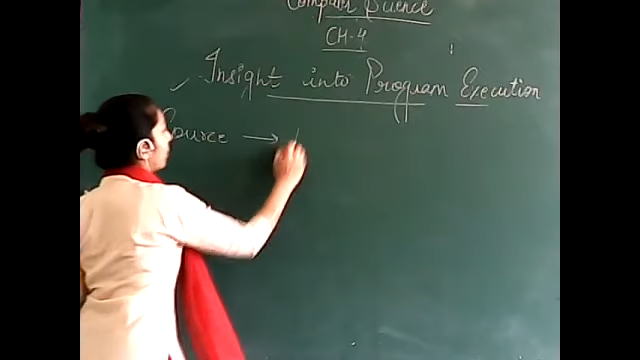 Computer Science
CH-4
✓ Insight into Program Execution
Source →